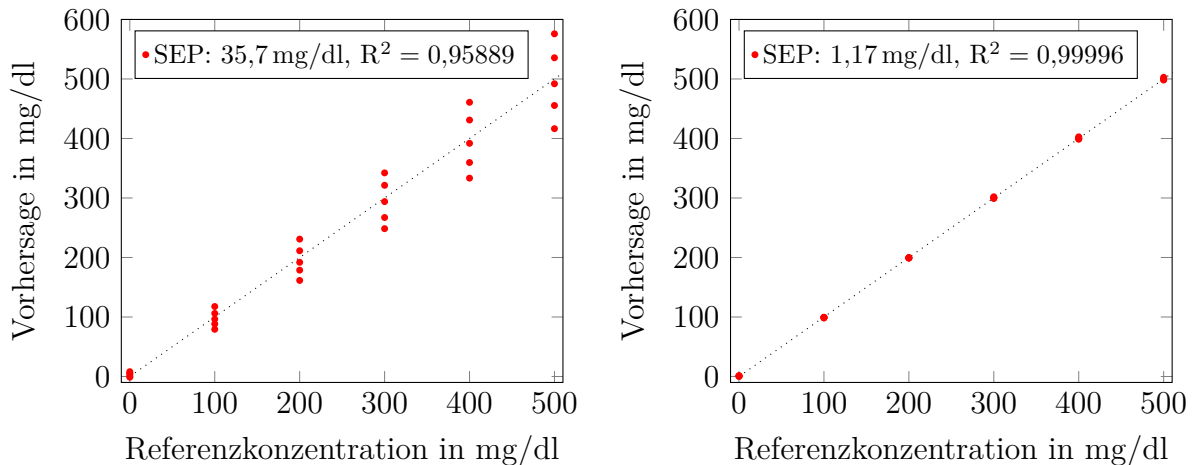 600
500
400
300
200
100
0
Vorhersage in mg/dl
SEP: 35,7 mg/dl, R² = 0,95889
0 100 200 300 400 500
Referenzkonzentration in mg/dl
600
500
400
300
200
100
0
Vorhersage in mg/dl
SEP: 1,17 mg/dl, R² = 0,99996
0 100 200 300 400 500
Referenzkonzentration in mg/dl